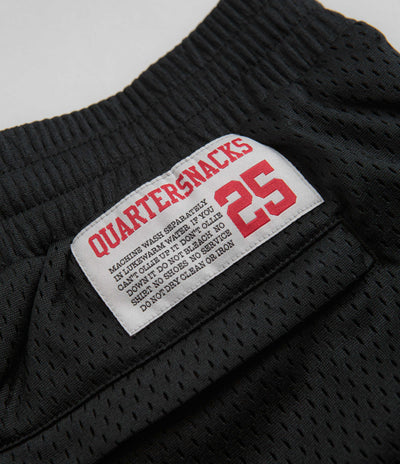 QUARTERSNACKS
25
MACHINE WASH SEPARATELY
IN LUKEWARM WATER IF YOU
CAN'T OLLIE UP IT DON'T OLLIE
DOWN IT DO NOT BLEACH NO
SHIRT NO SHOES NO SERVICE
DO NOT DRY CLEAN OR IRON